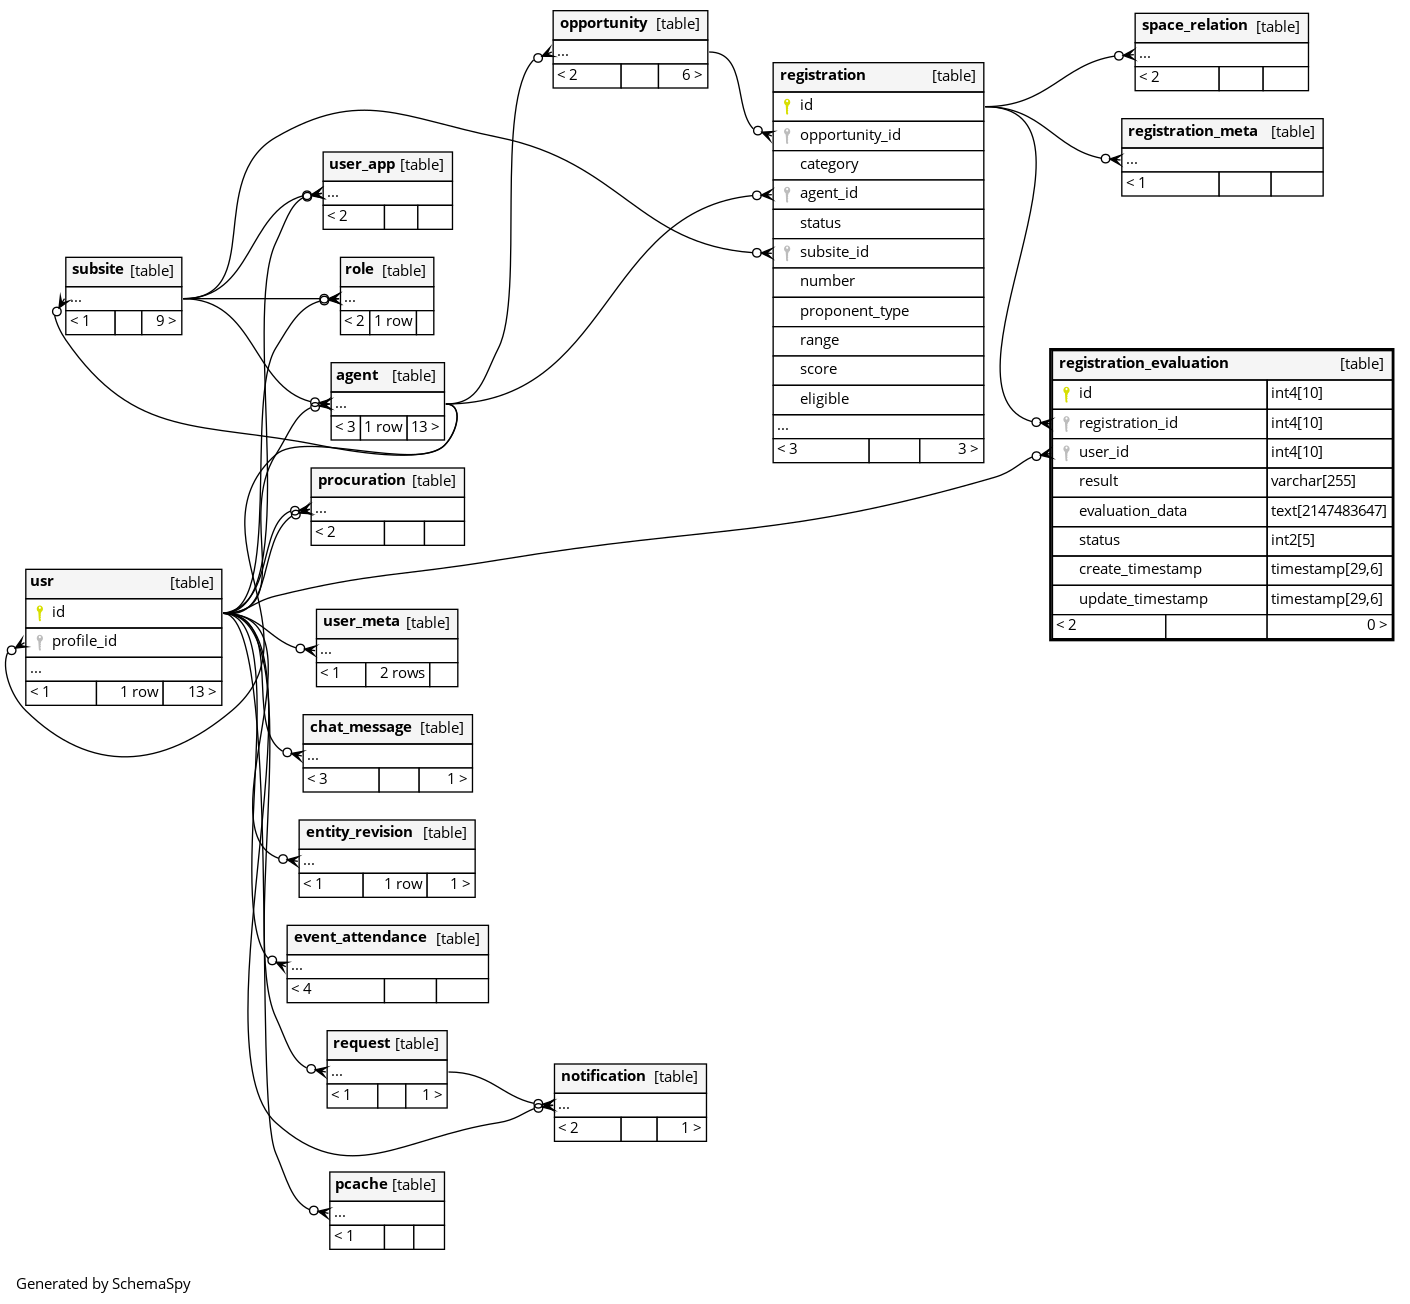 opportunity [table]
...
< 2 6 >
space_relation [table]
...
< 2
registration [table]
id
opportunity_id
category
agent_id
status
subsite_id
number
proponent_type
range
score
eligible
...
< 3 3 >
registration_meta [table]
...
< 1
user_app [table]
...
< 2
subsite [table]
...
< 1 9 >
role [table]
...
< 2 1 row
agent [table]
...
< 3 1 row 13 >
registration_evaluation [table]
id int4[10]
registration_id int4[10]
user_id int4[10]
result varchar[255]
evaluation_data text[2147483647]
status int2[5]
create_timestamp timestamp[29,6]
update_timestamp timestamp[29,6]
< 2 0 >
procuration [table]
...
< 2
usr [table]
id
profile_id
...
< 1 1 row 13 >
user_meta [table]
...
< 1 2 rows
chat_message [table]
...
< 3 1 >
entity_revision [table]
...
< 1 1 row 1 >
event_attendance [table]
...
< 4
request [table]
...
< 1 1 >
notification [table]
...
< 2 1 >
pcache [table]
...
< 1
Generated by SchemaSpy